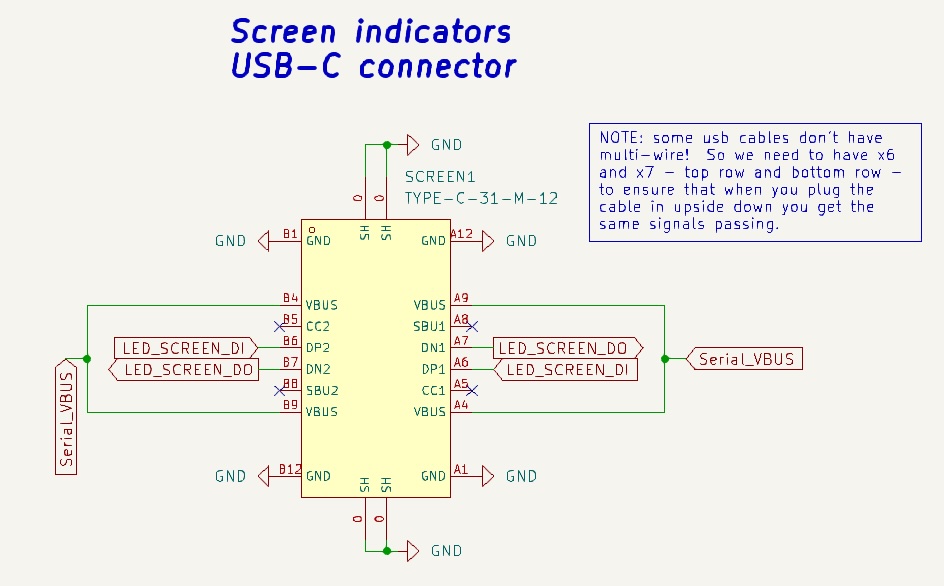 Screen indicators
USB-C connector
NOTE: some usb cables don't have
multi-wire!  So we need to have x6
and x7 - top row and bottom row -
to ensure that when you plug the
cable in upside down you get the
same signals passing.
GND
SCREEN1
TYPE-C-31-M-12
0 0
SH SH
GND B1 GND GND A12 GND
B4 VBUS VBUS A9
B5 CC2 SBU1 A8
LED_SCREEN_DI B6 DP2 DN1 A7 LED_SCREEN_DO
Serial_VBUS
LED_SCREEN_DO B7 DN2 DP1 A6 LED_SCREEN_DI
B8 SBU2 CC1 A5
B9 VBUS VBUS A4
Serial_VBUS
GND B12 GND GND A1 GND
SH SH
0 0
GND